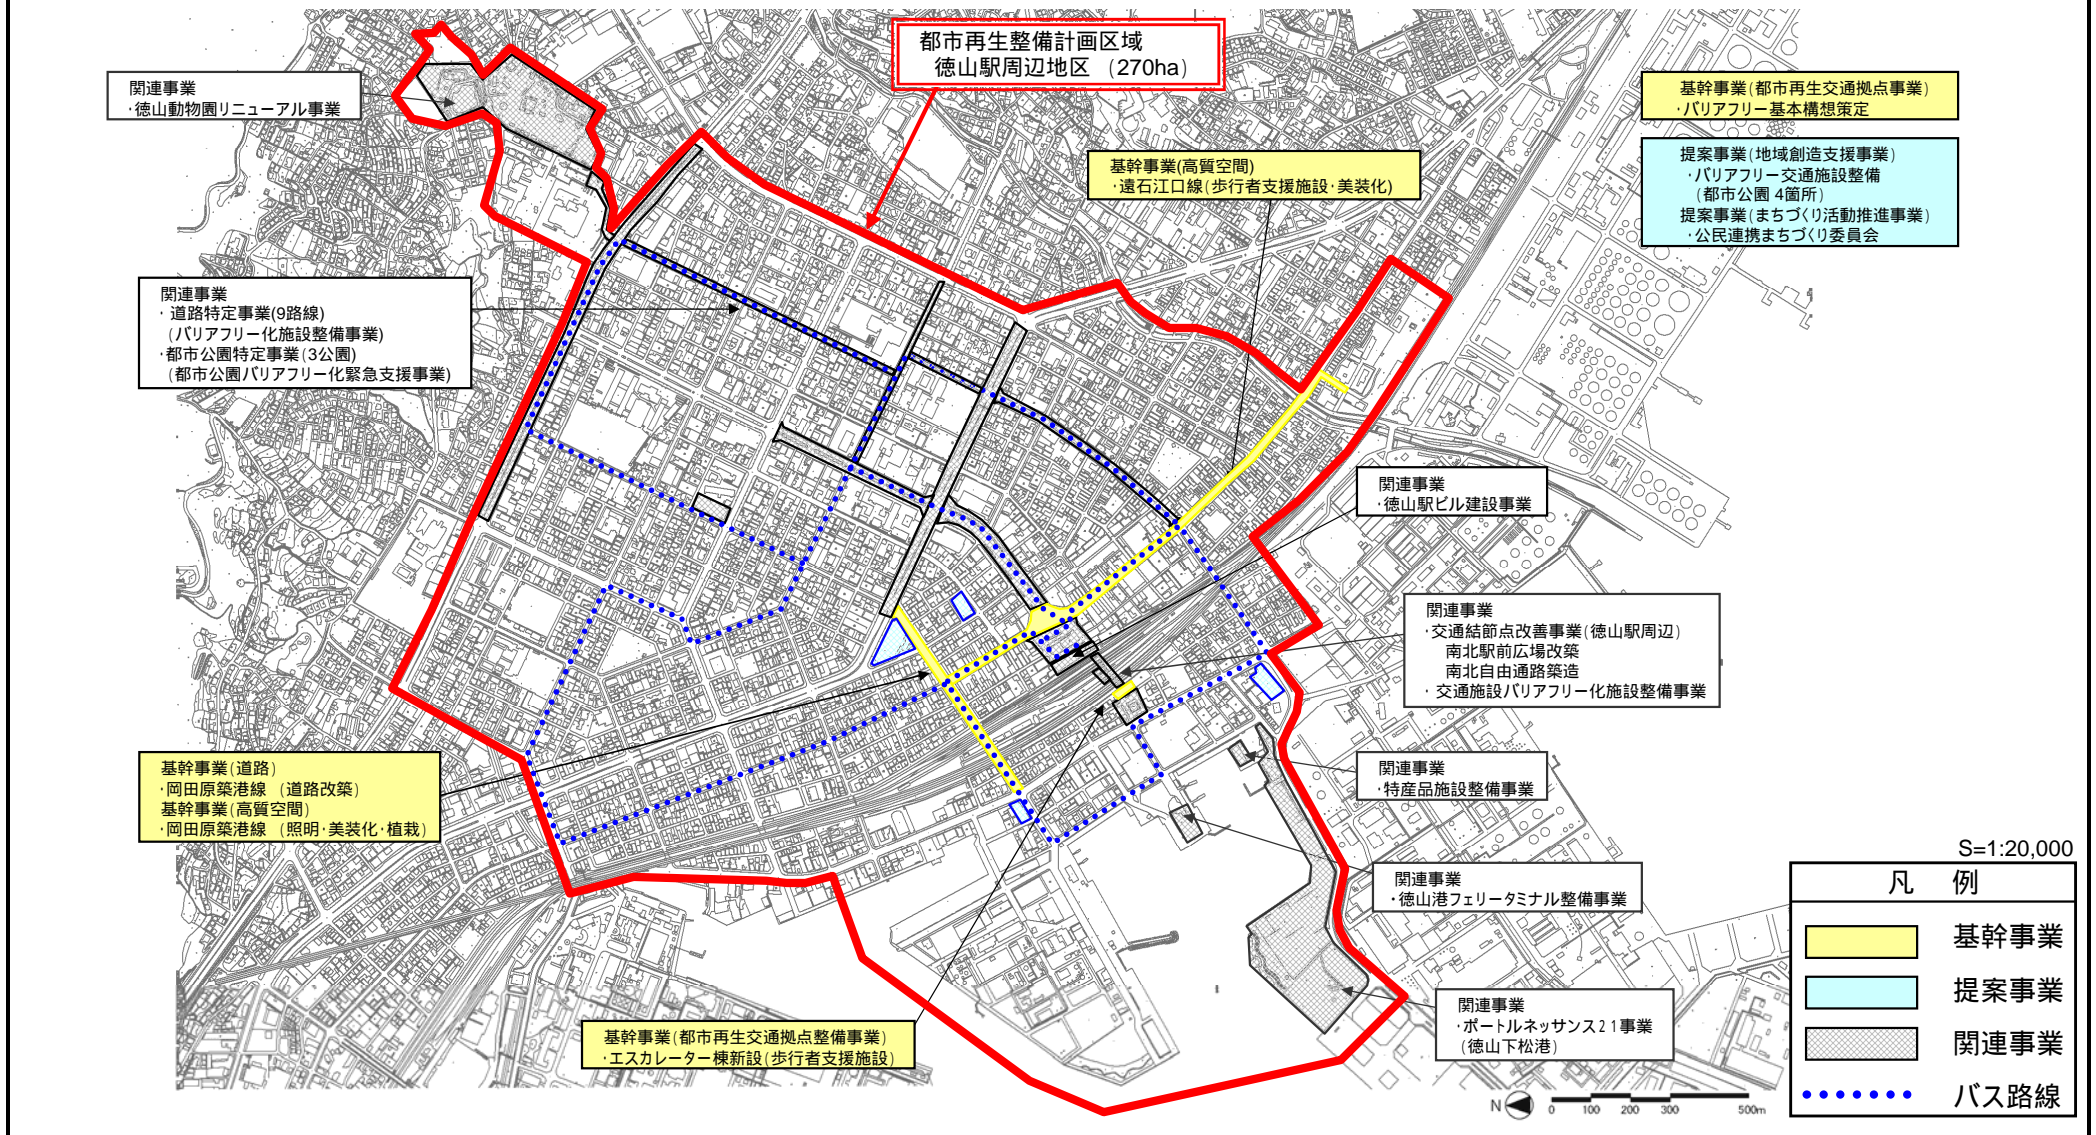 都市再生整備計画区域
徳山駅周辺地区 (270ha)
関連事業
・徳山動物園リニューアル事業
基幹事業(都市再生交通拠点事業)
・バリアフリー基本構想策定
提案事業(地域創造支援事業)
・バリアフリー交通施設整備
(都市公園 4箇所)
提案事業(まちづくり活動推進事業)
・公民連携まちづくり委員会
基幹事業(高質空間)
・遠石江口線(歩行者支援施設・美装化)
関連事業
・道路特定事業(9路線)
(バリアフリー化施設整備事業)
・都市公園特定事業(3公園)
(都市公園バリアフリー化緊急支援事業)
関連事業
・徳山駅ビル建設事業
関連事業
・交通結節点改善事業(徳山駅周辺)
南北駅前広場改築
南北自由通路築造
・交通施設バリアフリー化施設整備事業
基幹事業(道路)
・岡田原築港線 (道路改築)
基幹事業(高質空間)
・岡田原築港線 (照明・美装化・植栽)
関連事業
・特産品施設整備事業
関連事業
・徳山港フェリータミナル整備事業
関連事業
・ポートルネッサンス21事業
(徳山下松港)
基幹事業(都市再生交通拠点整備事業)
・エスカレーター棟新設(歩行者支援施設)
S=1:20,000
凡 例
基幹事業
提案事業
関連事業
バス路線
N
0 100 200 300 500m